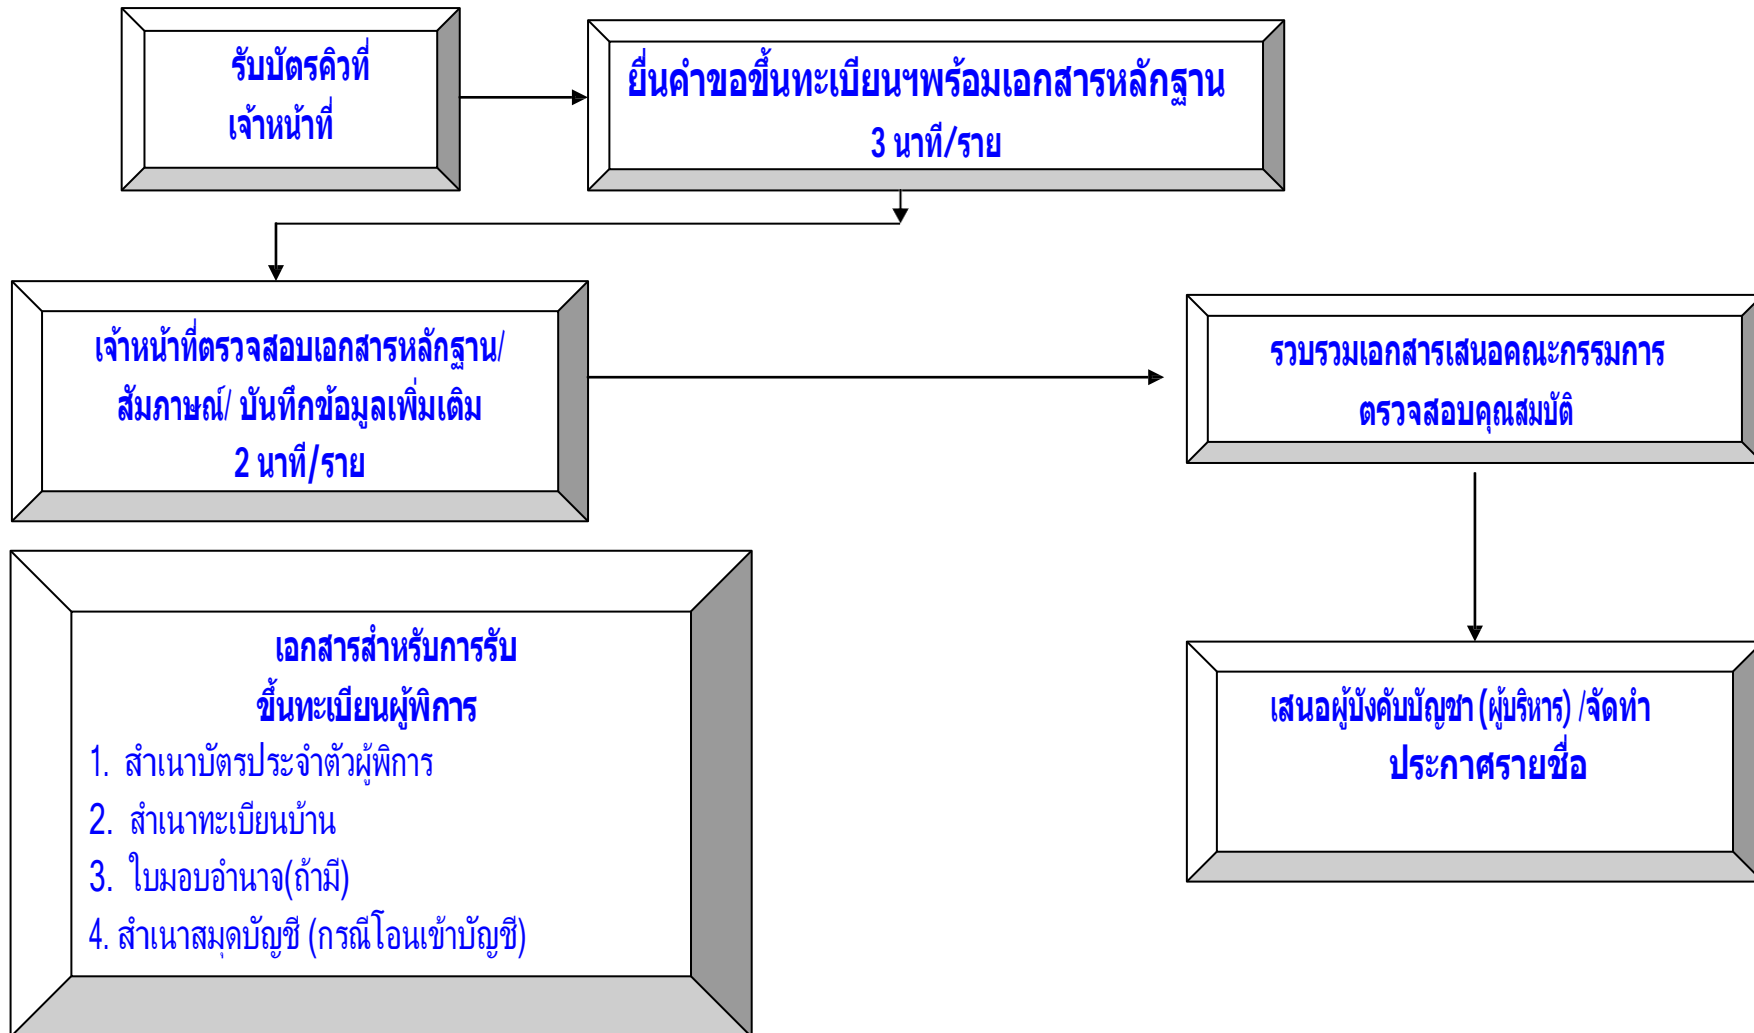 รับบัตรคิวที่
เจ้าหน้าที่
ยื่นคำขอขึ้นทะเบียนฯพร้อมเอกสารหลักฐาน
3 นาที/ราย
เจ้าหน้าที่ตรวจสอบเอกสารหลักฐาน/
สัมภาษณ์/ บันทึกข้อมูลเพิ่มเติม
2 นาที/ราย
รวบรวมเอกสารเสนอคณะกรรมการ
ตรวจสอบคุณสมบัติ
เอกสารสำหรับการรับ
ขึ้นทะเบียนผู้พิการ
1. สำเนาบัตรประจำตัวผู้พิการ
2. สำเนาทะเบียนบ้าน
3. ใบมอบอำนาจ(ถ้ามี)
4. สำเนาสมุดบัญชี (กรณีโอนเข้าบัญชี)
เสนอผู้บังคับบัญชา (ผู้บริหาร) /จัดทำ
ประกาศรายชื่อ